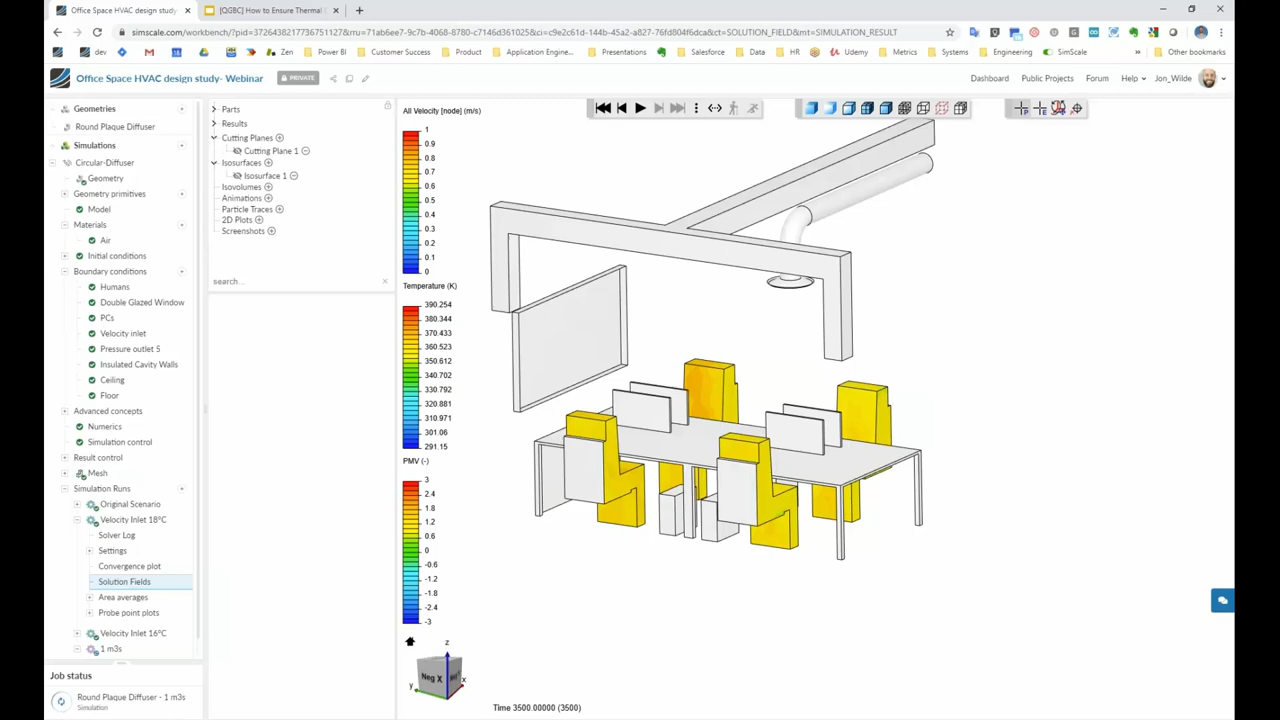 Office Space HVAC design study
[QGBC] How to Ensure Thermal
simscale.com/workbench/?pid=3726438217136451027&rru=71ab6ee7-9c7b-4068-8780-c7146d361025&ci=c9e2c61d-144b-45a2-a827-76fd804f6dca&ct=SOLUTION_FIELD&mt=SIMULATION_RESULT
dev
Zen
Power BI
Customer Success
Product
Application Engine...
Presentations
Salesforce
Data
HR
Udemy
Metrics
Systems
Engineering
SimScale
»
Other bookmarks
Office Space HVAC design study- Webinar
PRIVATE
Dashboard
Public Projects
Forum
Help
Jon_Wilde
Geometries
Round Plaque Diffuser
Simulations
Circular-Diffuser
Geometry
Geometry primitives
Model
Materials
Air
Initial conditions
Boundary conditions
Humans
Double Glazed Window
PCs
Velocity inlet
Pressure outlet 5
Insulated Cavity Walls
Ceiling
Floor
Advanced concepts
Numerics
Simulation control
Result control
Mesh
Simulation Runs
Original Scenario
Velocity Inlet 18°C
Solver Log
Settings
Convergence plot
Solution Fields
Area averages
Probe point plots
Velocity Inlet 16°C
1 m3s
Job status
Round Plaque Diffuser - 1 m3s
Simulation
Parts
Results
Cutting Planes
Cutting Plane 1
Isosurfaces
Isosurface 1
Isovolumes
Animations
Particle Traces
2D Plots
Screenshots
search...
All Velocity [node] (m/s)
1
0.9
0.8
0.7
0.6
0.5
0.4
0.3
0.2
0.1
0
Temperature (K)
390.254
380.344
370.433
360.523
350.612
340.702
330.792
320.881
310.971
301.06
291.15
PMV (-)
3
2.4
1.8
1.2
0.6
0
-0.6
-1.2
-1.8
-2.4
-3
z
Neg X
y
x
Time 3500.00000 (3500)